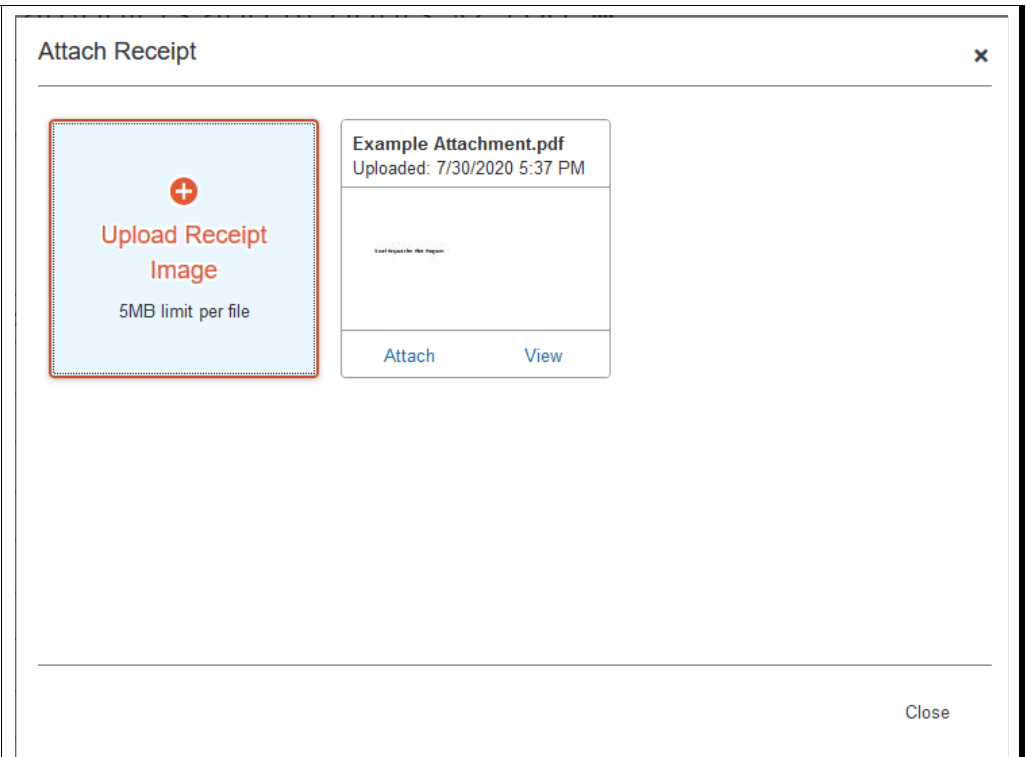 Attach Receipt
×
Upload Receipt
Image
5MB limit per file
Example Attachment.pdf
Uploaded: 7/30/2020 5:37 PM
Attach View
Close